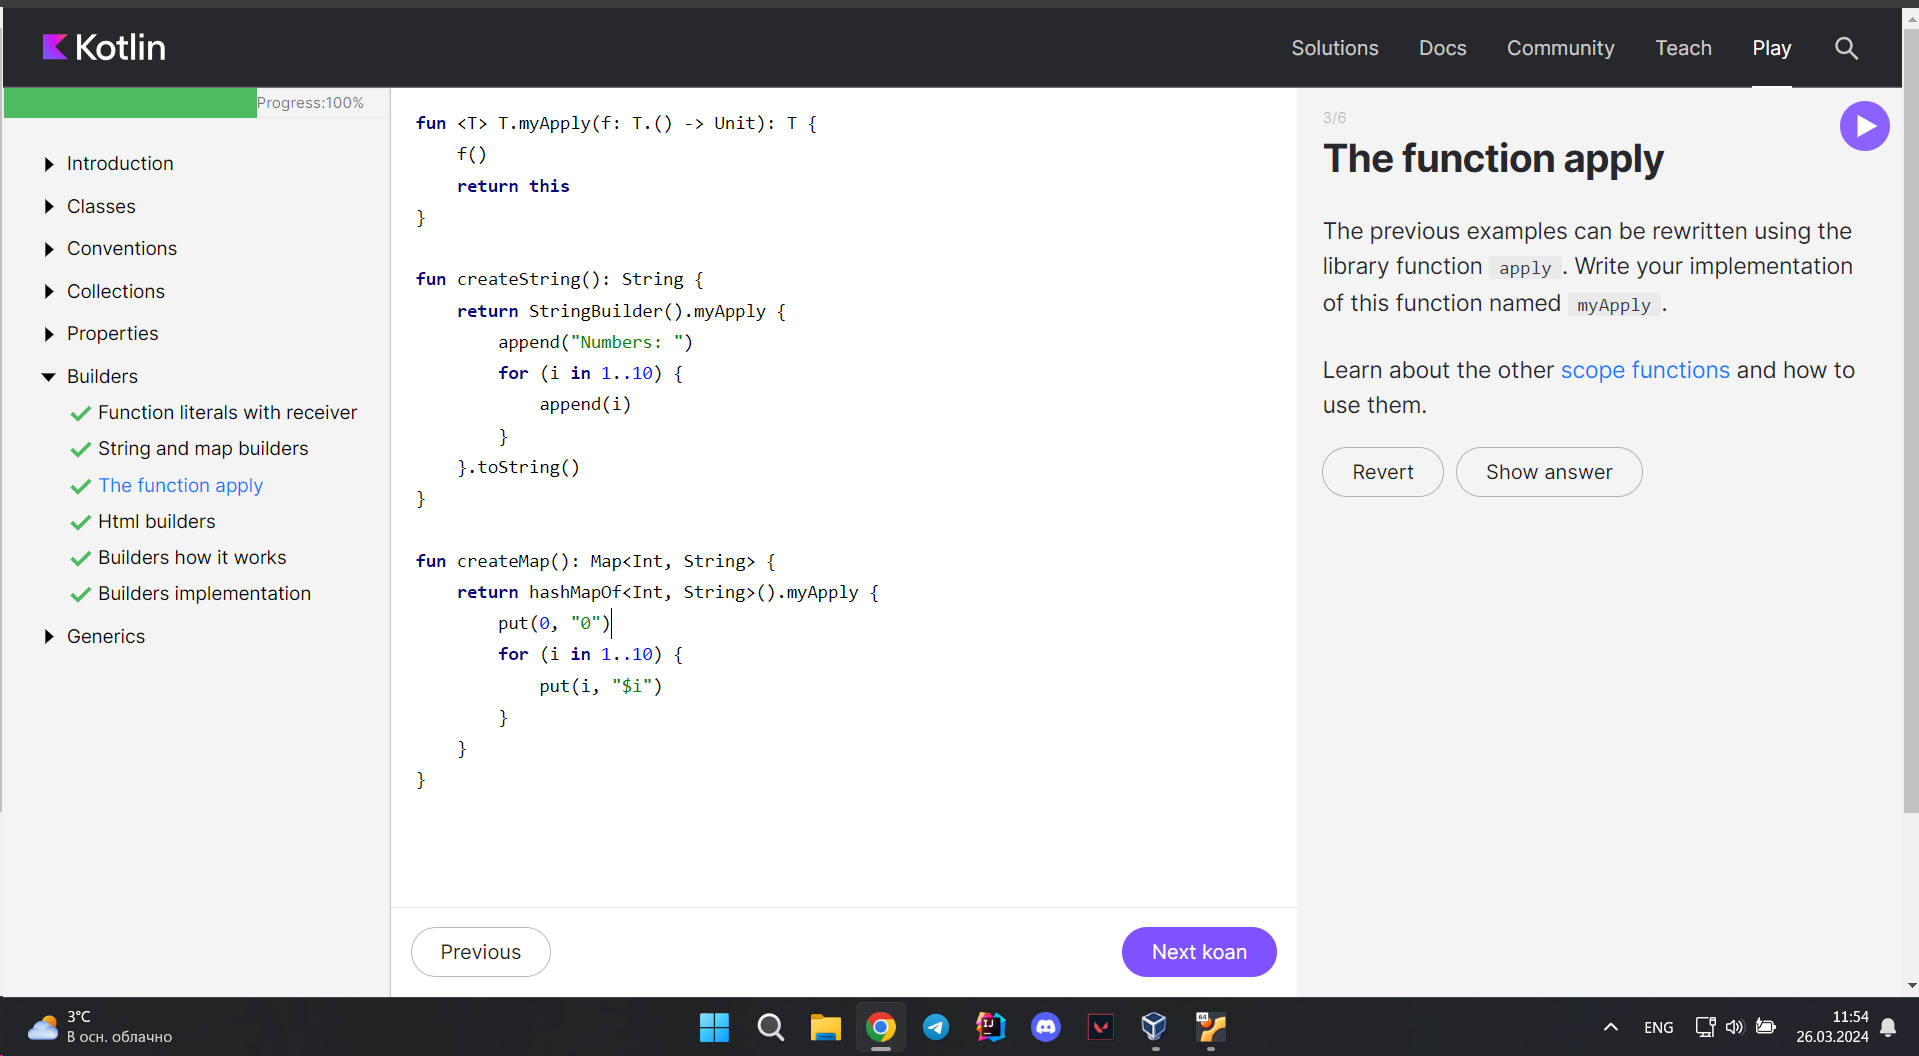 Kotlin
Solutions
Docs
Community
Teach
Play
Progress:100%
Introduction
Classes
Conventions
Collections
Properties
Builders
Function literals with receiver
String and map builders
The function apply
Html builders
Builders how it works
Builders implementation
Generics
fun <T> T.myApply(f: T.() -> Unit): T {
    f()
    return this
}
fun createString(): String {
    return StringBuilder().myApply {
        append("Numbers: ")
        for (i in 1..10) {
            append(i)
        }
    }.toString()
}
fun createMap(): Map<Int, String> {
    return hashMapOf<Int, String>().myApply {
        put(0, "0")
        for (i in 1..10) {
            put(i, "$i")
        }
    }
}
Previous
Next koan
3/6
The function apply
The previous examples can be rewritten using the
library function apply. Write your implementation
of this function named myApply.
Learn about the other scope functions and how to
use them.
Revert
Show answer
3°C
В осн. облачно
IJ
64
ENG
11:54
26.03.2024